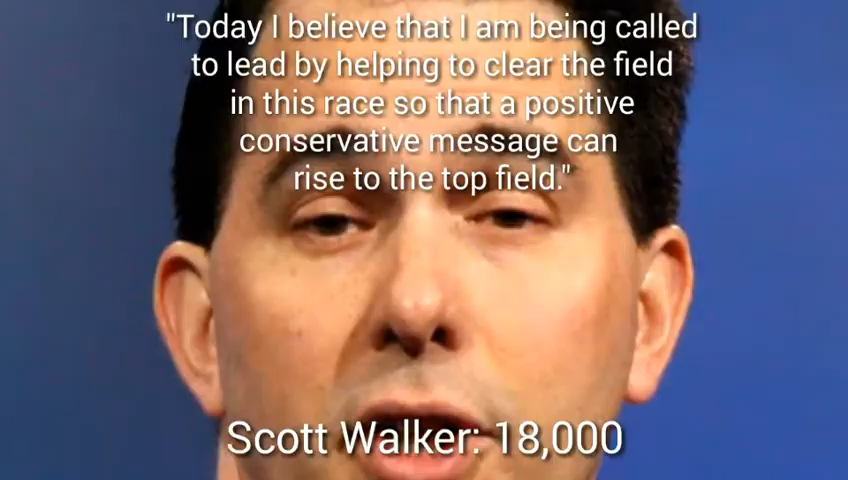 "Today I believe that I am being called
to lead by helping to clear the field
in this race so that a positive
conservative message can
rise to the top field."
Scott Walker: 18,000